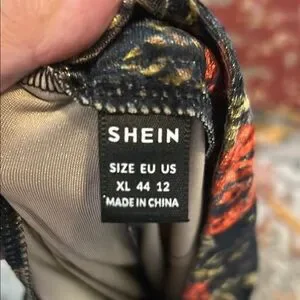 SHEIN
SIZE EU US
XL 44 12
MADE IN CHINA